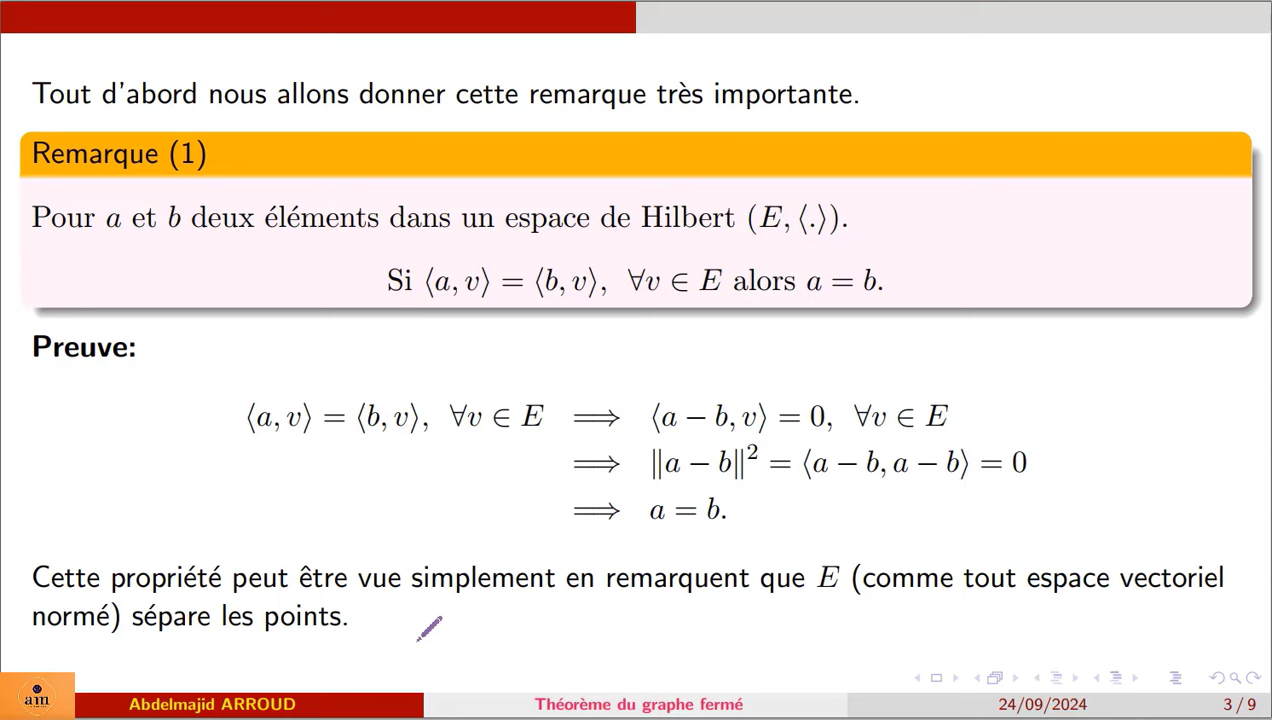 Tout d'abord nous allons donner cette remarque très importante.
Remarque (1)
Pour a et b deux éléments dans un espace de Hilbert (E, ⟨.⟩).
Si ⟨a, v⟩ = ⟨b, v⟩, ∀v ∈ E alors a = b.
Preuve:
⟨a, v⟩ = ⟨b, v⟩, ∀v ∈ E ⟹ ⟨a − b, v⟩ = 0, ∀v ∈ E
⟹ ‖a − b‖² = ⟨a − b, a − b⟩ = 0
⟹ a = b.
Cette propriété peut être vue simplement en remarquent que E (comme tout espace vectoriel
normé) sépare les points.
am
Abdelmajid ARROUD Théorème du graphe fermé 24/09/2024 3 / 9